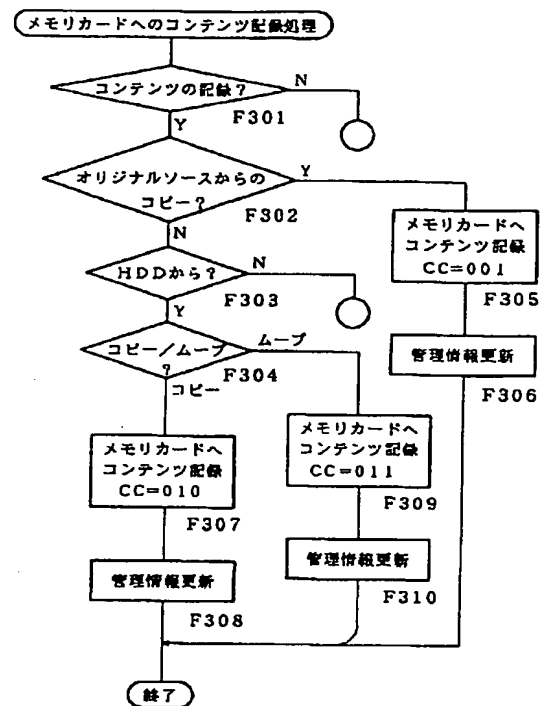 メモリカードへのコンテンツ記録処理
コンテンツの記録？
N
F301
Y
オリジナルソースからの
コピー？
Y
F302
N
メモリカードへ
コンテンツ記録
CC=001
F305
HDDから？
N
F303
Y
管理情報更新
F306
コピー／ムーブ
？
ムーブ
F304
コピー
メモリカードへ
コンテンツ記録
CC=010
F307
メモリカードへ
コンテンツ記録
CC=011
F309
管理情報更新
F308
管理情報更新
F310
終了